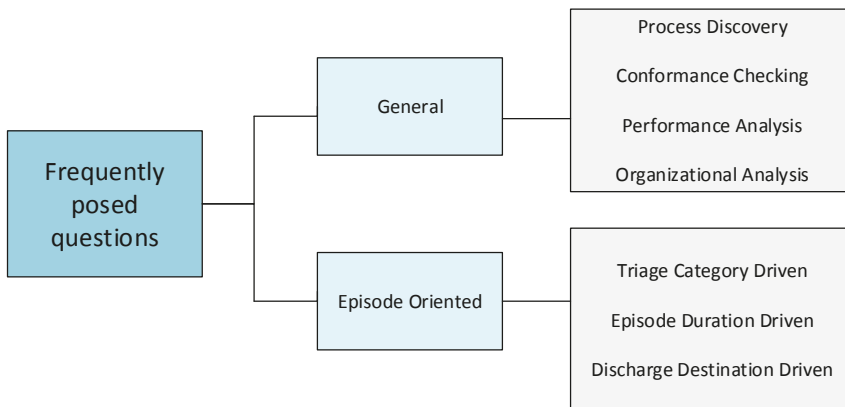 Frequently
posed
questions
General
Process Discovery
Conformance Checking
Performance Analysis
Organizational Analysis
Episode Oriented
Triage Category Driven
Episode Duration Driven
Discharge Destination Driven